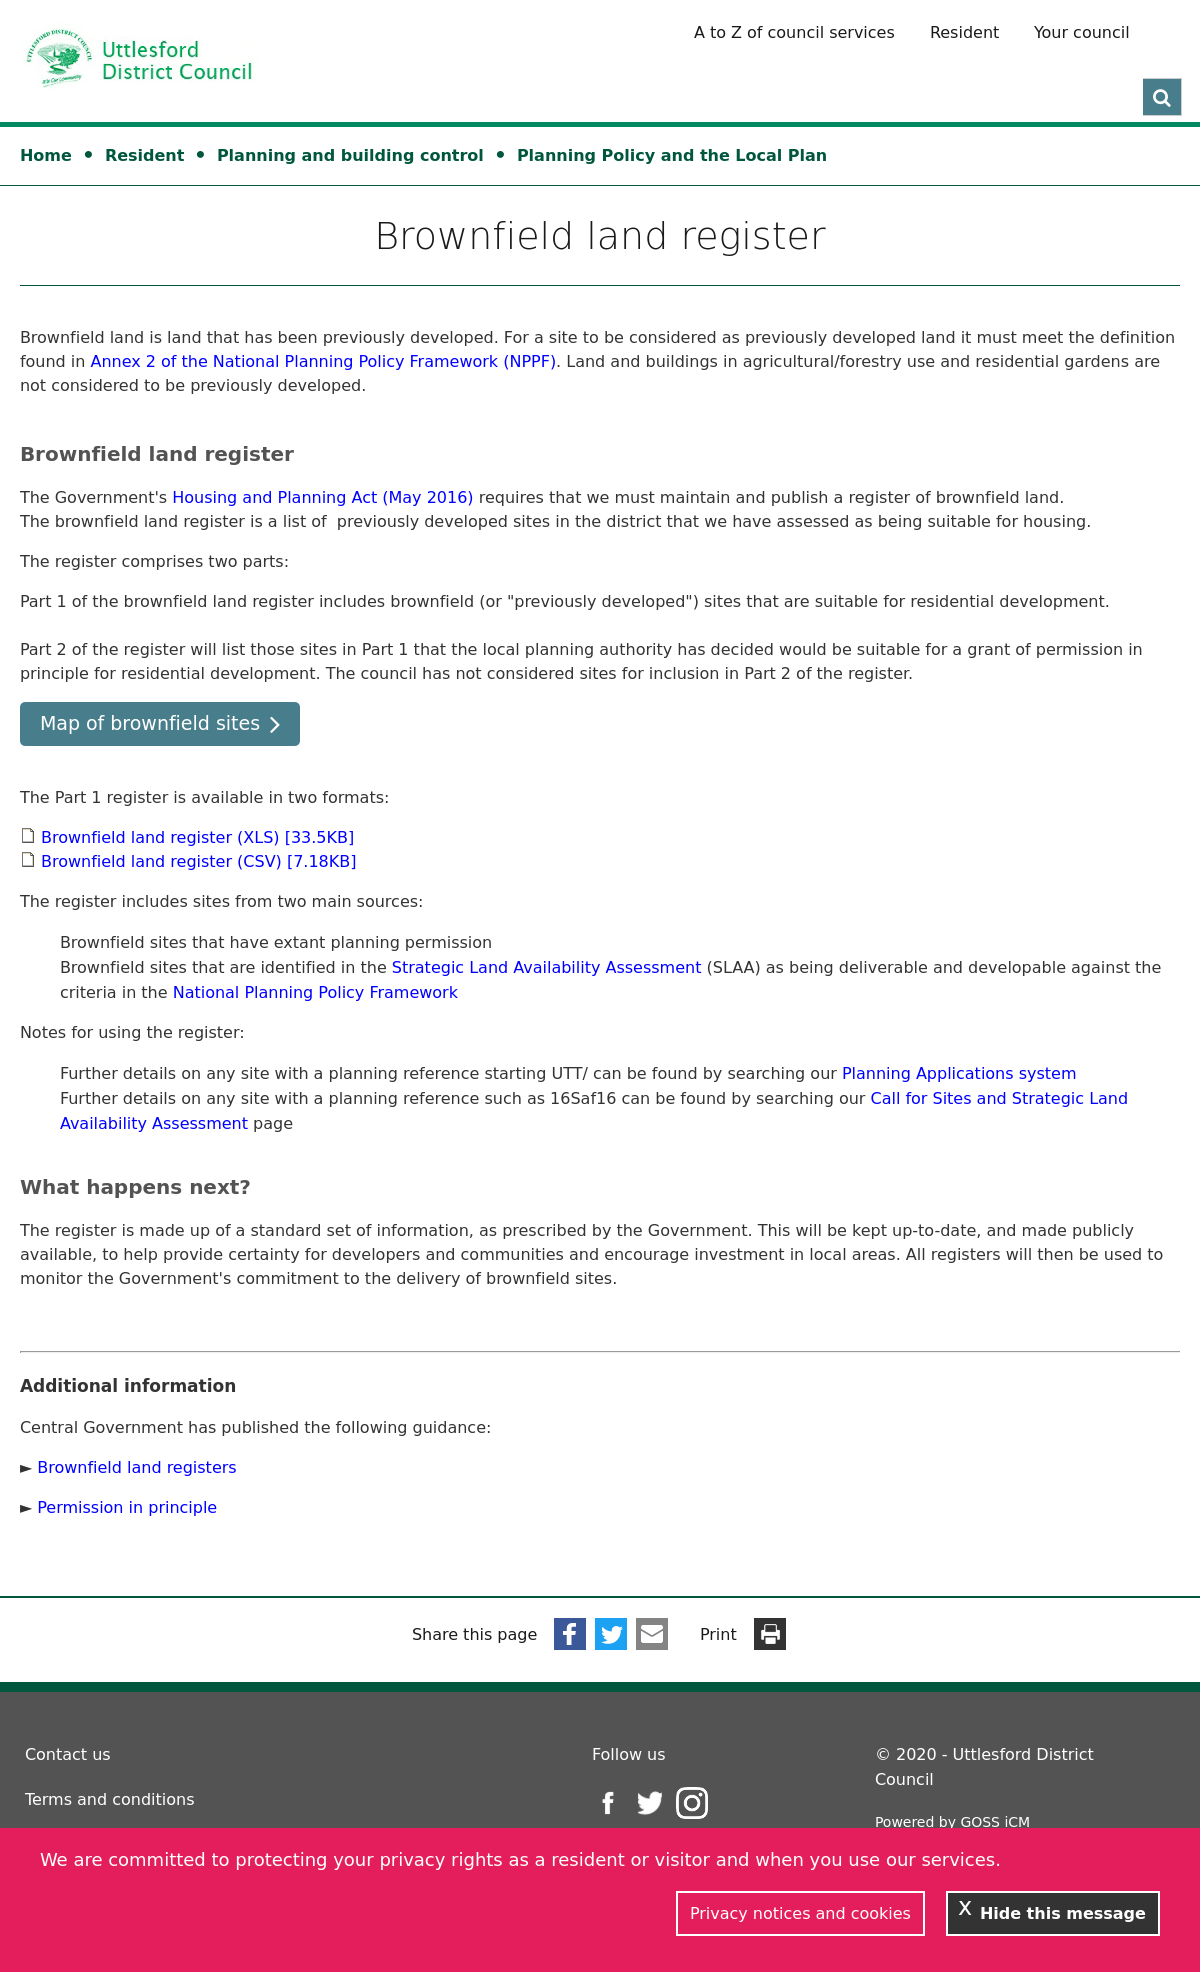 UTTLESFORD DISTRICT COUNCIL
Uttlesford
District Council
A to Z of council services Resident Your council
Home • Resident • Planning and building control • Planning Policy and the Local Plan
Brownfield land register
Brownfield land is land that has been previously developed. For a site to be considered as previously developed land it must meet the definition
found in Annex 2 of the National Planning Policy Framework (NPPF). Land and buildings in agricultural/forestry use and residential gardens are
not considered to be previously developed.
Brownfield land register
The Government's Housing and Planning Act (May 2016) requires that we must maintain and publish a register of brownfield land.
The brownfield land register is a list of  previously developed sites in the district that we have assessed as being suitable for housing.
The register comprises two parts:
Part 1 of the brownfield land register includes brownfield (or "previously developed") sites that are suitable for residential development.
Part 2 of the register will list those sites in Part 1 that the local planning authority has decided would be suitable for a grant of permission in
principle for residential development. The council has not considered sites for inclusion in Part 2 of the register.
Map of brownfield sites
The Part 1 register is available in two formats:
Brownfield land register (XLS) [33.5KB]
Brownfield land register (CSV) [7.18KB]
The register includes sites from two main sources:
Brownfield sites that have extant planning permission
Brownfield sites that are identified in the Strategic Land Availability Assessment (SLAA) as being deliverable and developable against the
criteria in the National Planning Policy Framework
Notes for using the register:
Further details on any site with a planning reference starting UTT/ can be found by searching our Planning Applications system
Further details on any site with a planning reference such as 16Saf16 can be found by searching our Call for Sites and Strategic Land
Availability Assessment page
What happens next?
The register is made up of a standard set of information, as prescribed by the Government. This will be kept up-to-date, and made publicly
available, to help provide certainty for developers and communities and encourage investment in local areas. All registers will then be used to
monitor the Government's commitment to the delivery of brownfield sites.
Additional information
Central Government has published the following guidance:
► Brownfield land registers
► Permission in principle
Share this page Print
Contact us
Terms and conditions
Follow us
© 2020 - Uttlesford District
Council
Powered by GOSS iCM
We are committed to protecting your privacy rights as a resident or visitor and when you use our services.
Privacy notices and cookies
X Hide this message